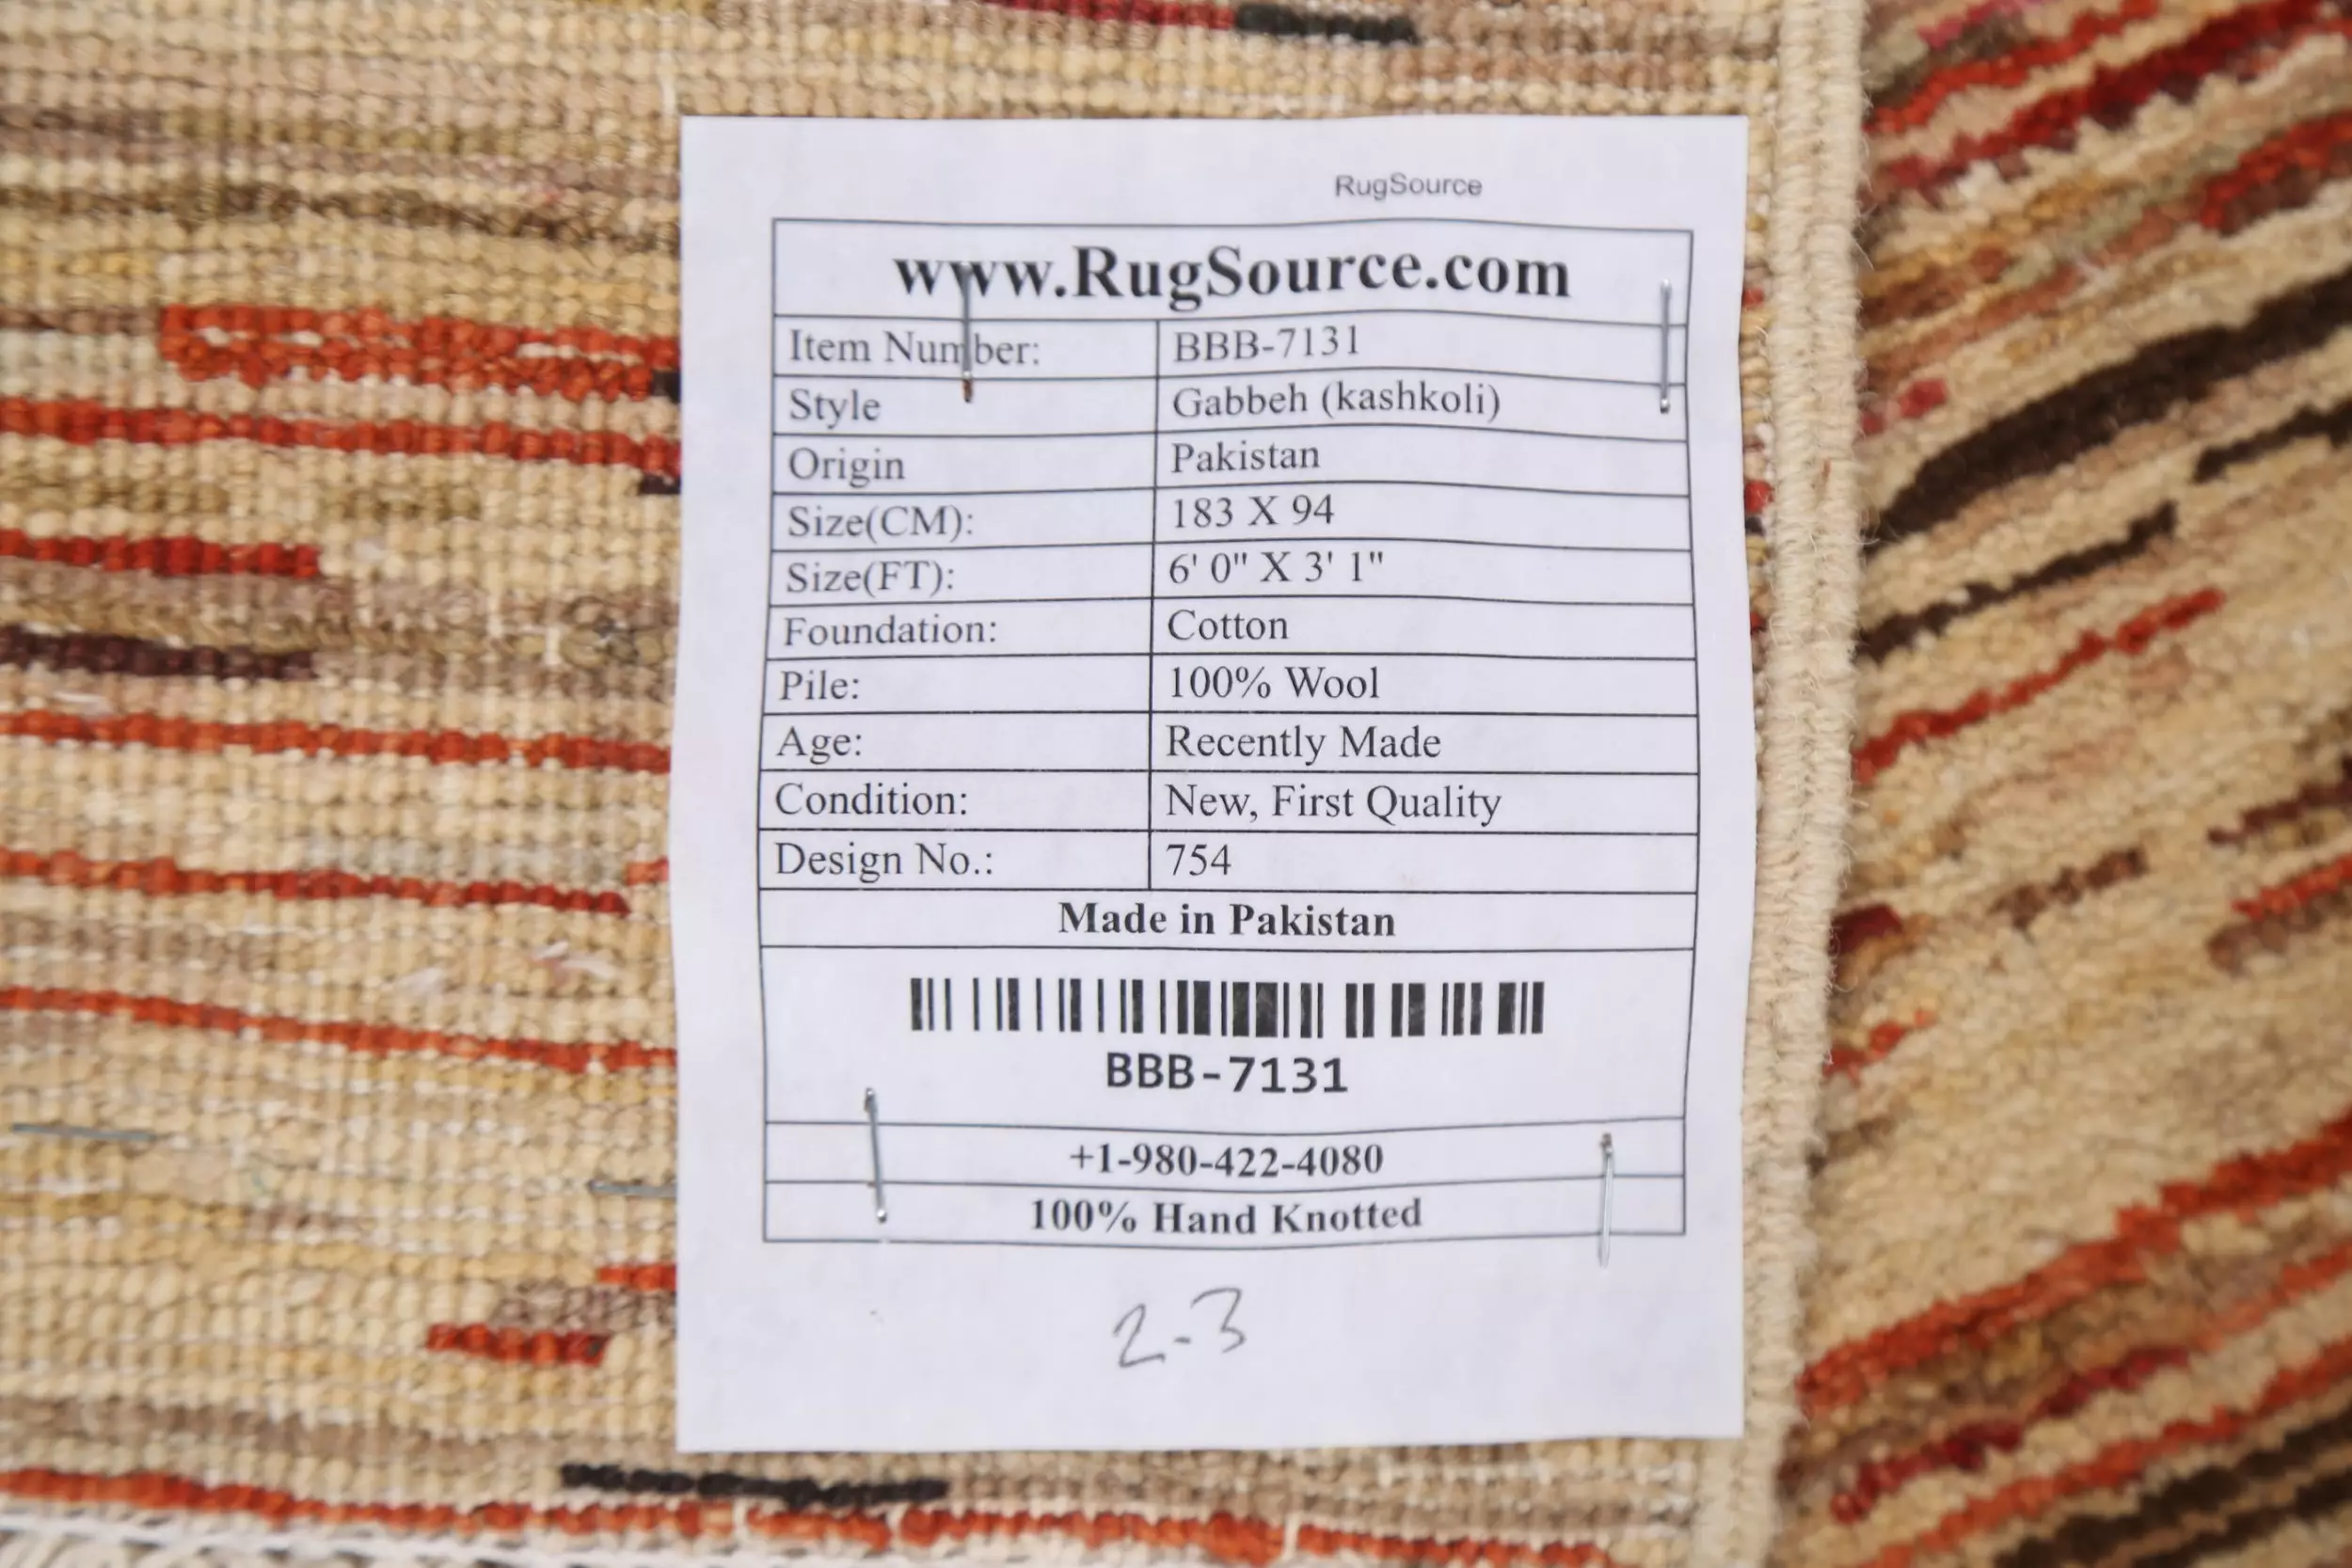 RugSource
www.RugSource.com
Item Number: BBB-7131
Style Gabbeh (kashkoli)
Origin Pakistan
Size(CM): 183 X 94
Size(FT): 6' 0" X 3' 1"
Foundation: Cotton
Pile: 100% Wool
Age: Recently Made
Condition: New, First Quality
Design No.: 754
Made in Pakistan
BBB-7131
+1-980-422-4080
100% Hand Knotted
2-3